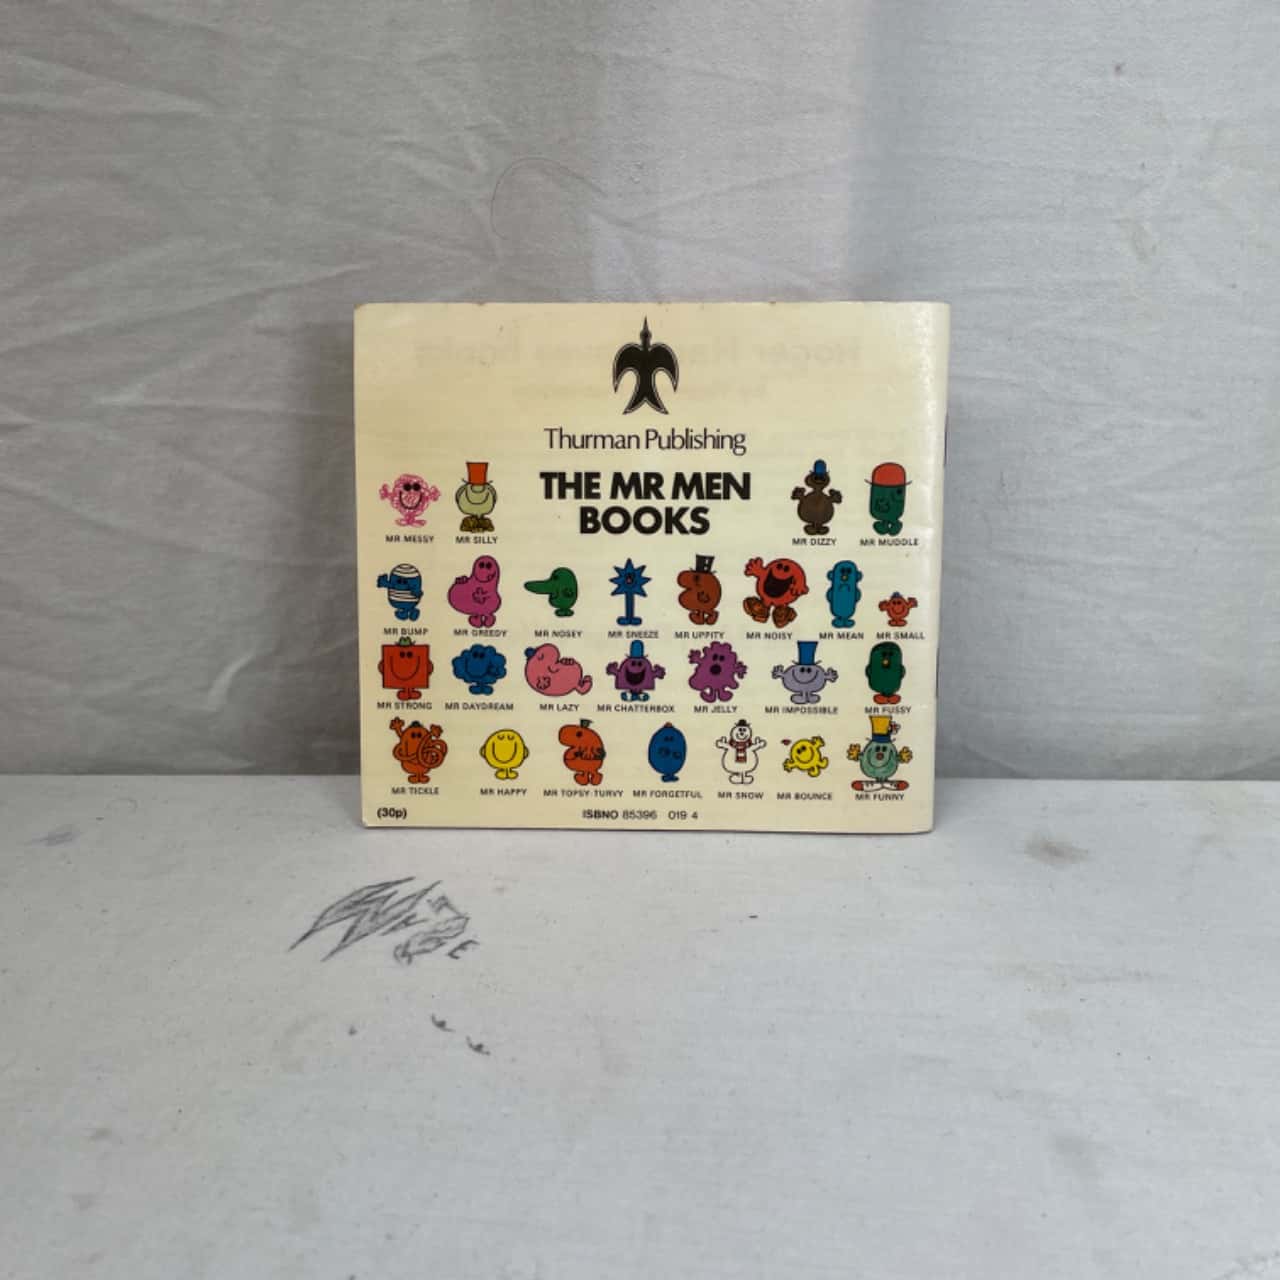 Thurman Publishing
THE MR MEN
BOOKS
MR MESSY MR SILLY MR DIZZY MR MUDDLE
MR BUMP MR GREEDY MR NOSEY MR SNEEZE MR UPPITY MR NOISY MR MEAN MR SMALL
MR STRONG MR DAYDREAM MR LAZY MR CHATTERBOX MR JELLY MR IMPOSSIBLE MR FUSSY
MR TICKLE MR HAPPY MR TOPSY-TURVY MR FORGETFUL MR SNOW MR BOUNCE MR FUNNY
(30p) ISBNO 85396 019 4